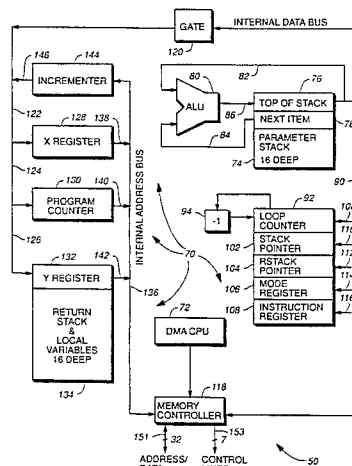 GATE
120
INTERNAL DATA BUS
146
144
INCREMENTER
122
128
X REGISTER
138
124
130
PROGRAM
COUNTER
140
126
132
Y REGISTER
142
RETURN
STACK
&
LOCAL
VARIABLES
16 DEEP
134
INTERNAL ADDRESS BUS
136
70
80
ALU
82
84
86
76
TOP OF STACK
78
NEXT ITEM
PARAMETER
STACK
74
16 DEEP
90
92
94
-1
LOOP
COUNTER
102
STACK
POINTER
104
RSTACK
POINTER
106
MODE
REGISTER
108
INSTRUCTION
REGISTER
110
114
116
72
DMA CPU
118
MEMORY
CONTROLLER
151
32
153
7
ADDRESS/
CONTROL
50